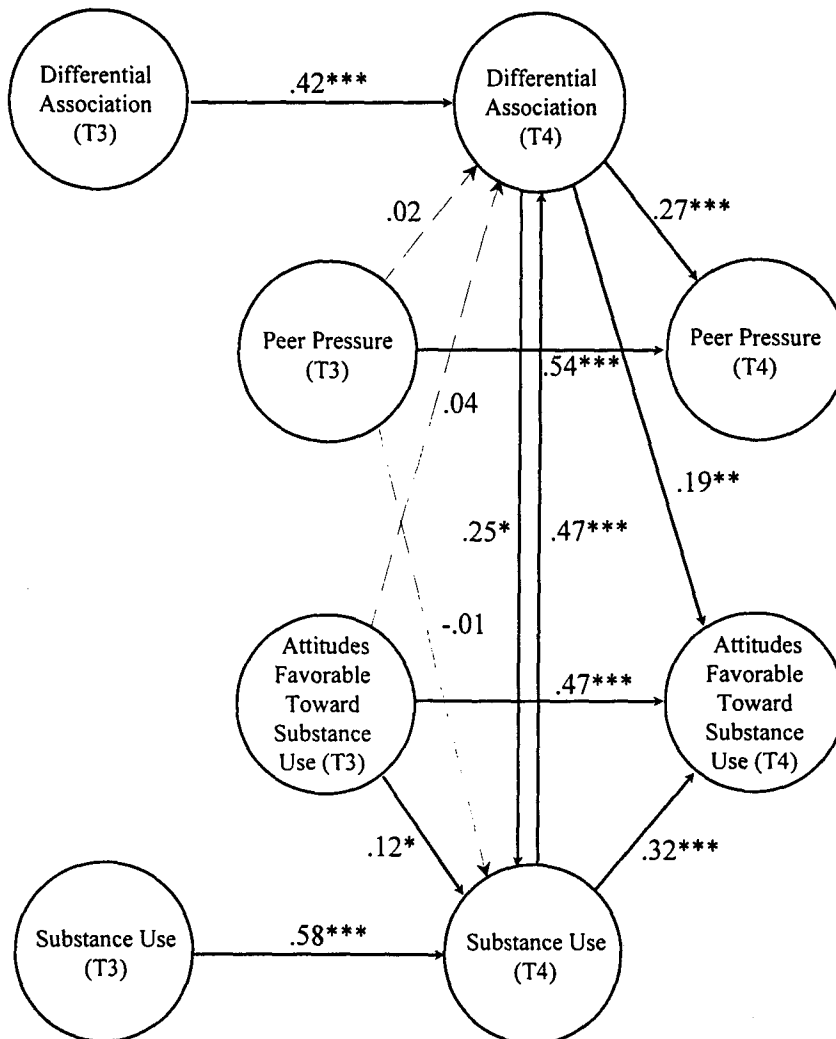 Differential
Association
(T3)
.42***
Differential
Association
(T4)
.02
.27***
Peer Pressure
(T3)
.54***
Peer Pressure
(T4)
.04
.19**
.25*
.47***
-.01
Attitudes
Favorable
Toward
Substance
Use (T3)
.47***
Attitudes
Favorable
Toward
Substance
Use (T4)
.12*
.32***
Substance Use
(T3)
.58***
Substance Use
(T4)